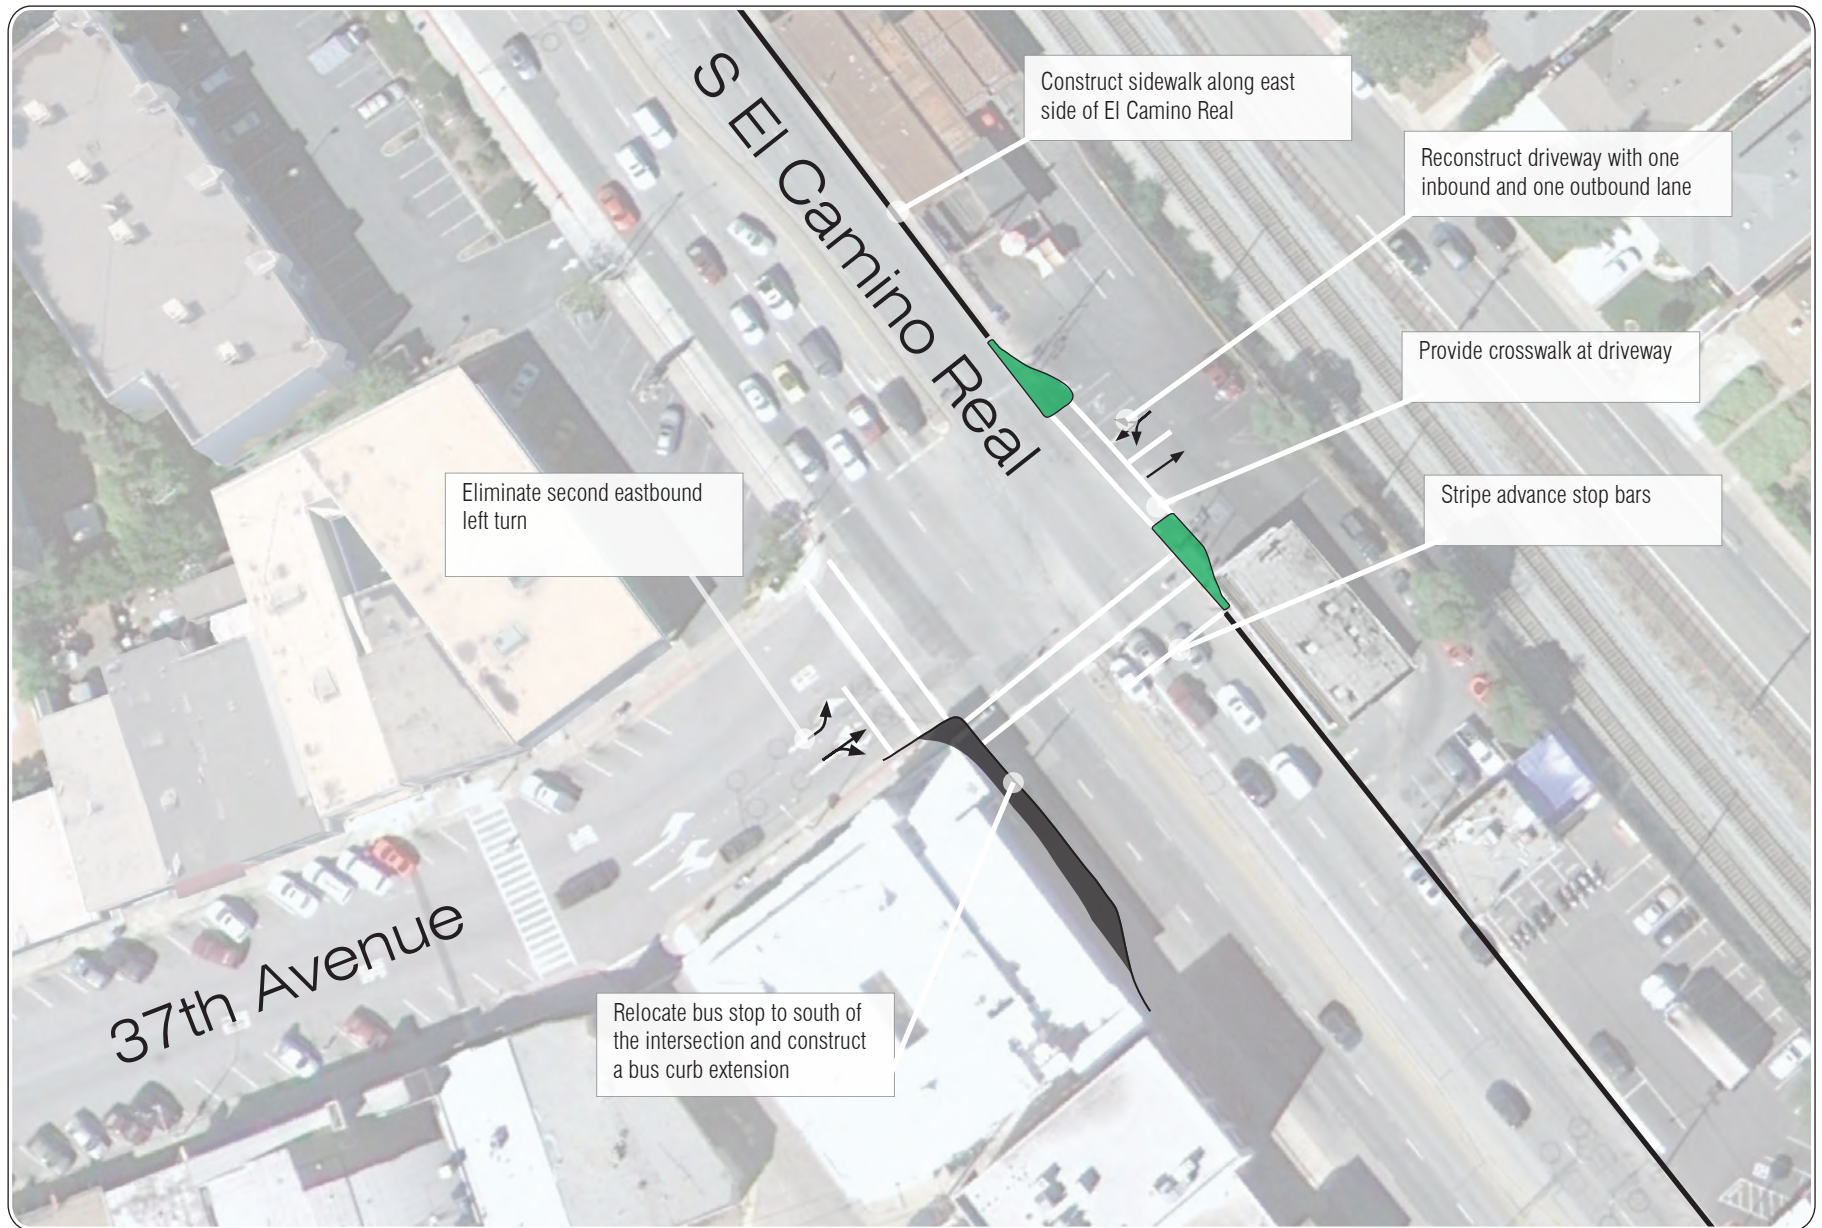 S El Camino Real
Construct sidewalk along east
side of El Camino Real
Reconstruct driveway with one
inbound and one outbound lane
Provide crosswalk at driveway
Eliminate second eastbound
left turn
Stripe advance stop bars
37th Avenue
Relocate bus stop to south of
the intersection and construct
a bus curb extension